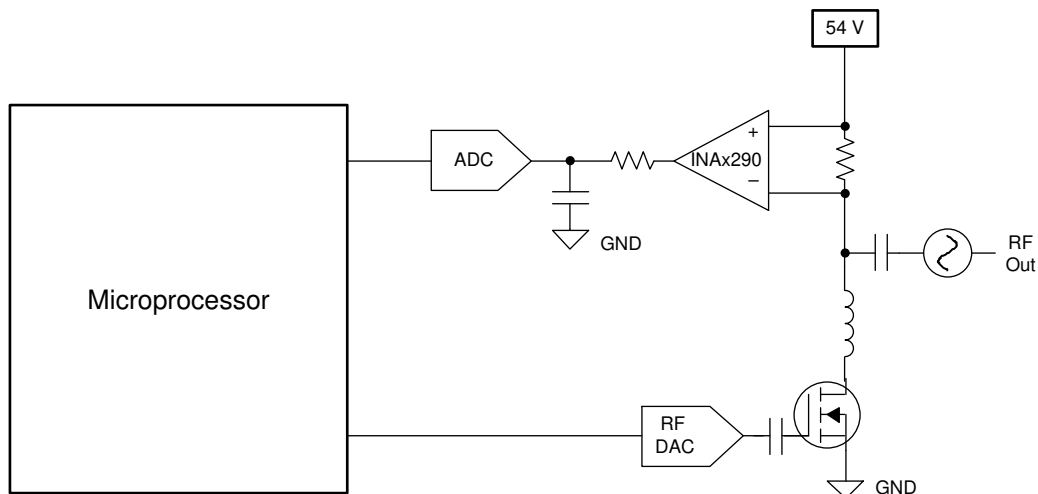 54 V
ADC
+
INAx290
–
GND
RF
Out
Microprocessor
RF
DAC
GND